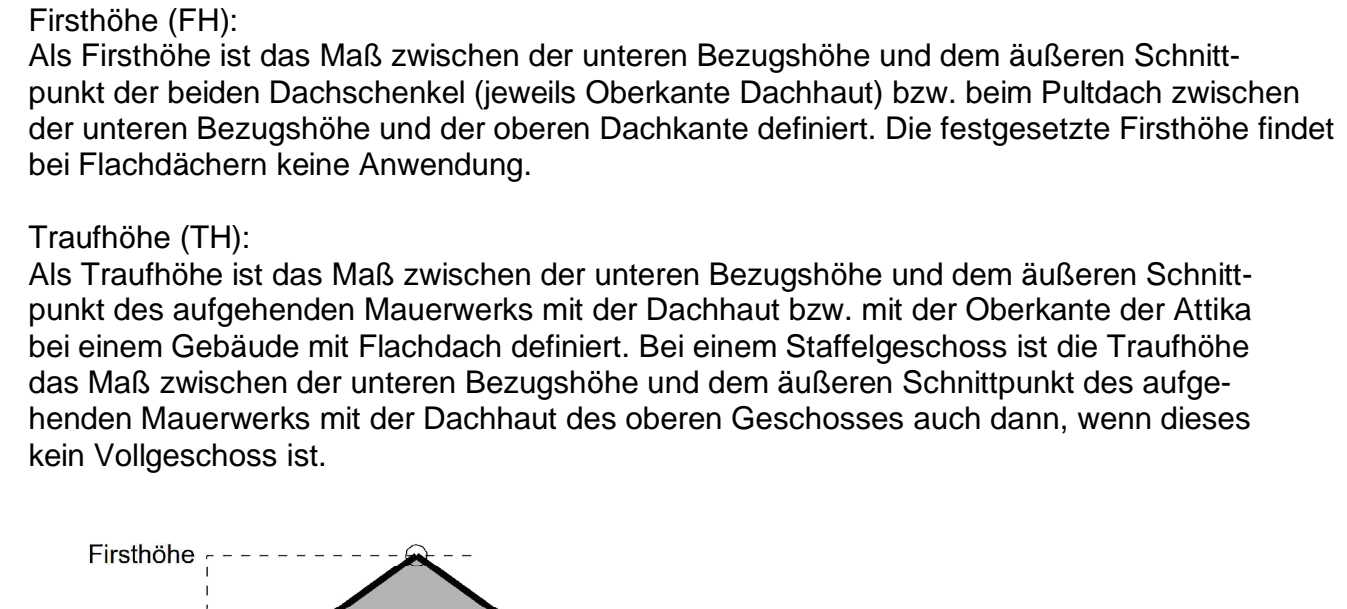 Firsthöhe (FH):
Als Firsthöhe ist das Maß zwischen der unteren Bezugshöhe und dem äußeren Schnitt-
punkt der beiden Dachschenkel (jeweils Oberkante Dachhaut) bzw. beim Pultdach zwischen
der unteren Bezugshöhe und der oberen Dachkante definiert. Die festgesetzte Firsthöhe findet
bei Flachdächern keine Anwendung.
Traufhöhe (TH):
Als Traufhöhe ist das Maß zwischen der unteren Bezugshöhe und dem äußeren Schnitt-
punkt des aufgehenden Mauerwerks mit der Dachhaut bzw. mit der Oberkante der Attika
bei einem Gebäude mit Flachdach definiert. Bei einem Staffelgeschoss ist die Traufhöhe
das Maß zwischen der unteren Bezugshöhe und dem äußeren Schnittpunkt des aufge-
henden Mauerwerks mit der Dachhaut des oberen Geschosses auch dann, wenn dieses
kein Vollgeschoss ist.
Firsthöhe